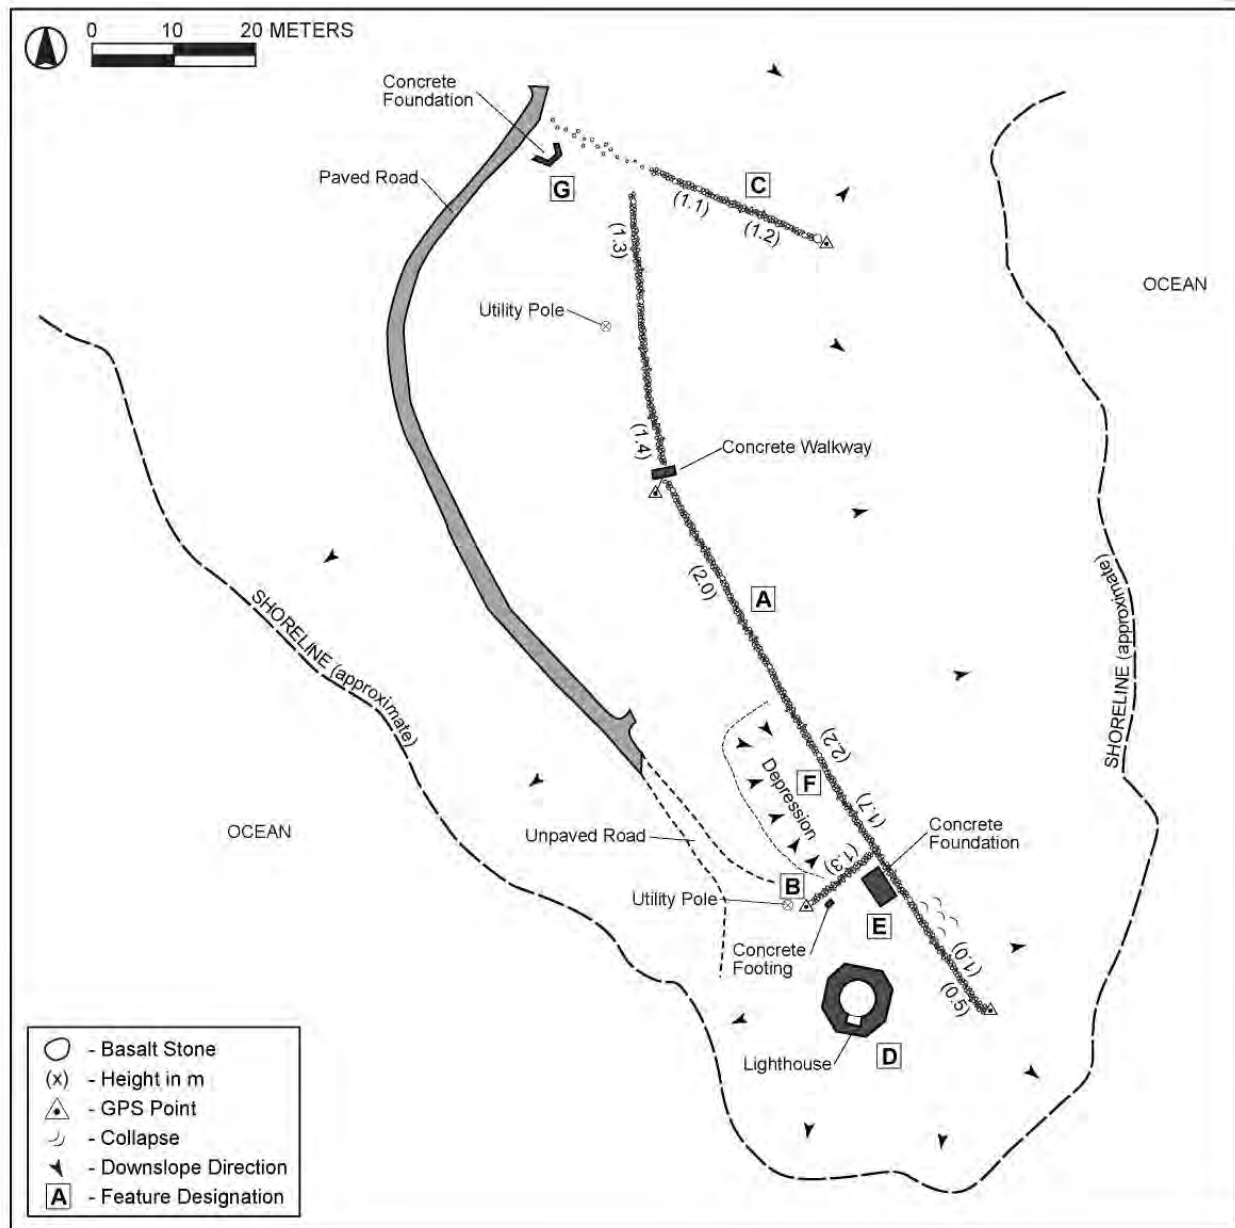 0 10 20 METERS
Concrete
Foundation
Paved Road
G
C
(1.1)
(1.2)
(1.3)
OCEAN
Utility Pole
(1.4)
Concrete Walkway
(2.0)
A
SHORELINE (approximate)
SHORELINE (approximate)
(2.2)
F
Depression
(1.7)
OCEAN
Unpaved Road
Concrete
Foundation
(1.3)
B
Utility Pole
E
Concrete
Footing
(1.0)
(0.5)
Lighthouse
D
- Basalt Stone
(x) - Height in m
- GPS Point
- Collapse
- Downslope Direction
A - Feature Designation